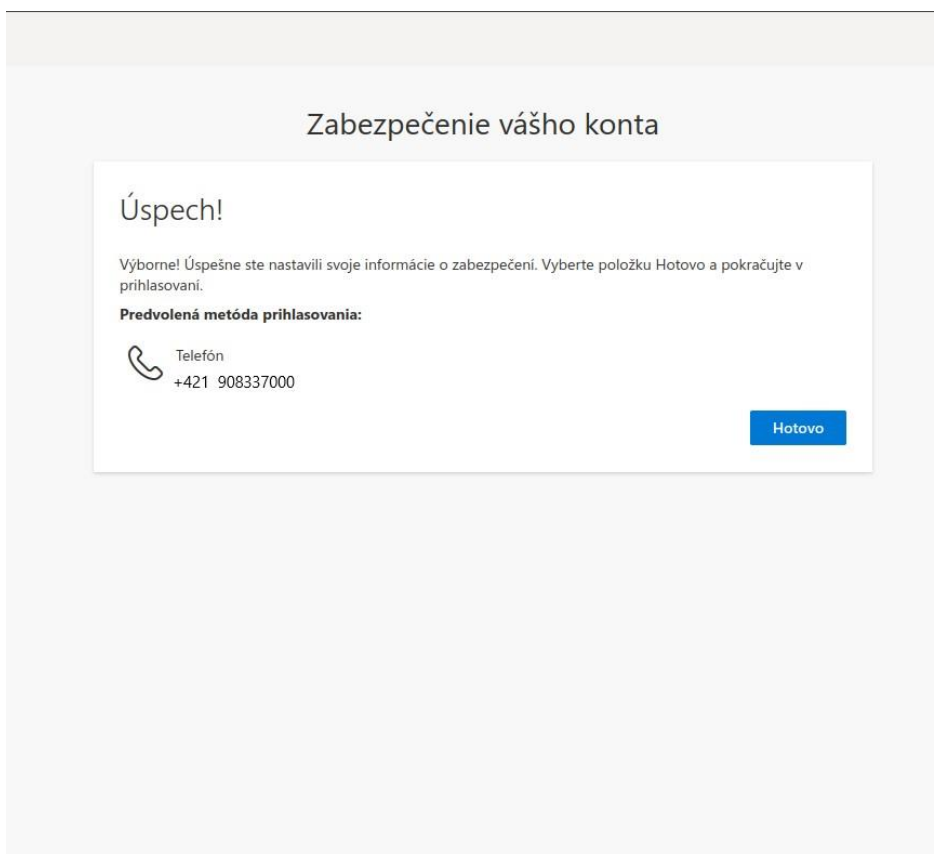 Zabezpečenie vášho konta
Úspech!
Výborne! Úspešne ste nastavili svoje informácie o zabezpečení. Vyberte položku Hotovo a pokračujte v
prihlasovaní.
Predvolená metóda prihlasovania:
Telefón
+421 908337000
Hotovo